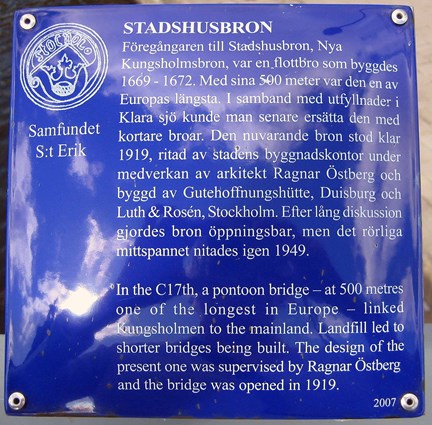 STOCHOLM
Samfundet
S:t Erik
STADSHUSBRON
Föregångaren till Stadshusbron, Nya
Kungsholmsbron, var en flottbro som byggdes
1669 - 1672. Med sina 500 meter var den en av
Europas längsta. I samband med utfyllnader i
Klara sjö kunde man senare ersätta den med
kortare broar. Den nuvarande bron stod klar
1919, ritad av stadens byggnadskontor under
medverkan av arkitekt Ragnar Östberg och
byggd av Gutehoffnungshütte, Duisburg och
Luth & Rosén, Stockholm. Efter lång diskussion
gjordes bron öppningsbar, men det rörliga
mittspannet nitades igen 1949.
In the C17th, a pontoon bridge – at 500 metres
one of the longest in Europe – linked
Kungsholmen to the mainland. Landfill led to
shorter bridges being built. The design of the
present one was supervised by Ragnar Östberg
and the bridge was opened in 1919.
2007